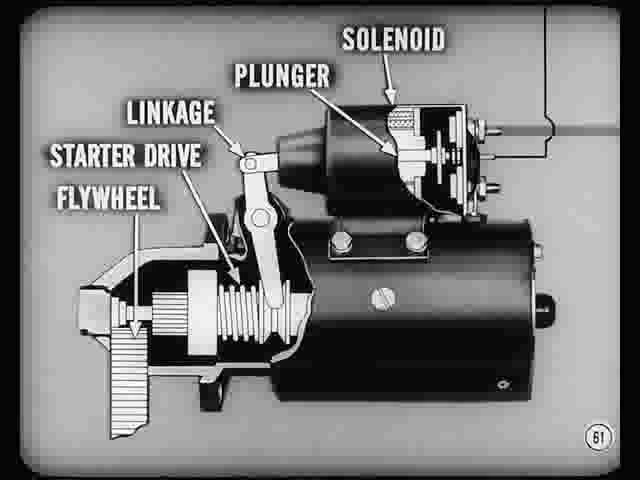 SOLENOID
PLUNGER
LINKAGE
STARTER DRIVE
FLYWHEEL
61